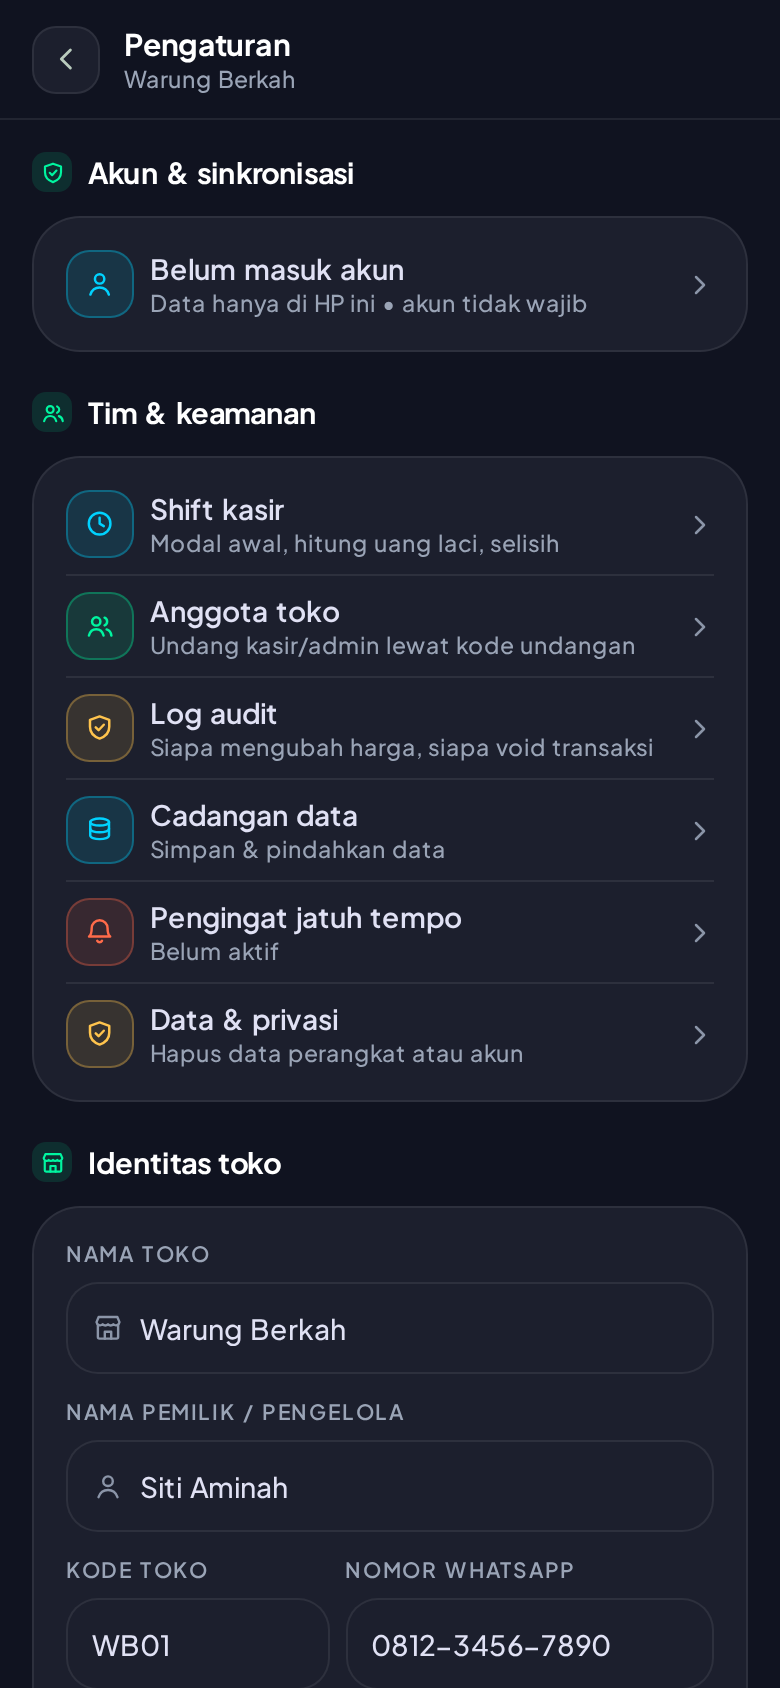 Pengaturan
Warung Berkah
Akun & sinkronisasi
Belum masuk akun
Data hanya di HP ini • akun tidak wajib
Tim & keamanan
Shift kasir
Modal awal, hitung uang laci, selisih
Anggota toko
Undang kasir/admin lewat kode undangan
Log audit
Siapa mengubah harga, siapa void transaksi
Cadangan data
Simpan & pindahkan data
Pengingat jatuh tempo
Belum aktif
Data & privasi
Hapus data perangkat atau akun
Identitas toko
NAMA TOKO
Warung Berkah
NAMA PEMILIK / PENGELOLA
Siti Aminah
KODE TOKO
NOMOR WHATSAPP
WB01
0812-3456-7890